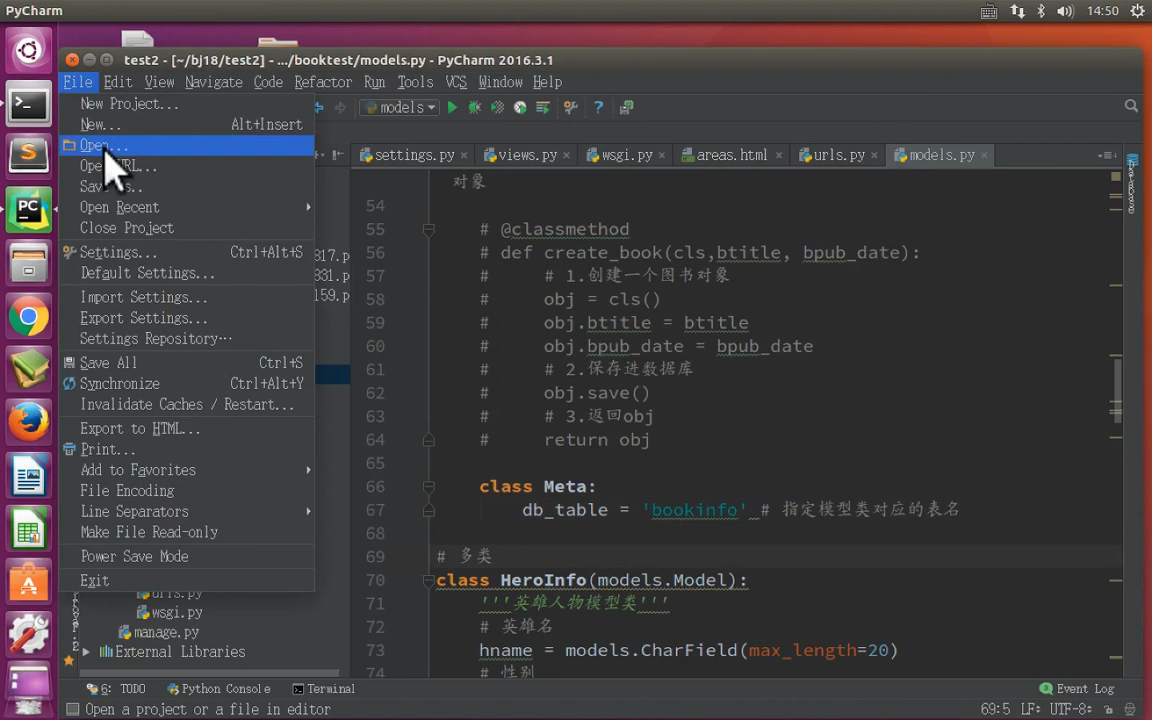 PyCharm
14:50
test2 - [~/bj18/test2] - .../booktest/models.py - PyCharm 2016.3.1
File Edit View Navigate Code Refactor Run Tools VCS Window Help
New Project...
New... Alt+Insert
Open...
Open URL...
Save As..
Open Recent
Close Project
Settings... Ctrl+Alt+S
Default Settings...
Import Settings...
Export Settings...
Settings Repository...
Save All Ctrl+S
Synchronize Ctrl+Alt+Y
Invalidate Caches / Restart...
Export to HTML...
Print...
Add to Favorites
File Encoding
Line Separators
Make File Read-only
Power Save Mode
Exit
817.p
831.p
159.p
urls.py
wsgi.py
manage.py
External Libraries
models
settings.py views.py wsgi.py areas.html urls.py models.py
对象
54
55 # @classmethod
56 # def create_book(cls,btitle, bpub_date):
57 # # 1.创建一个图书对象
58 # obj = cls()
59 # obj.btitle = btitle
60 # obj.bpub_date = bpub_date
61 # # 2.保存进数据库
62 # obj.save()
63 # # 3.返回obj
64 # return obj
65
66 class Meta:
67 db_table = 'bookinfo' # 指定模型类对应的表名
68
69 # 多类
70 class HeroInfo(models.Model):
71 '''英雄人物模型类'''
72 # 英雄名
73 hname = models.CharField(max_length=20)
74 # 性别
6: TODO Python Console Terminal 3 Event Log
Open a project or a file in editor 69:5 LF÷ UTF-8÷